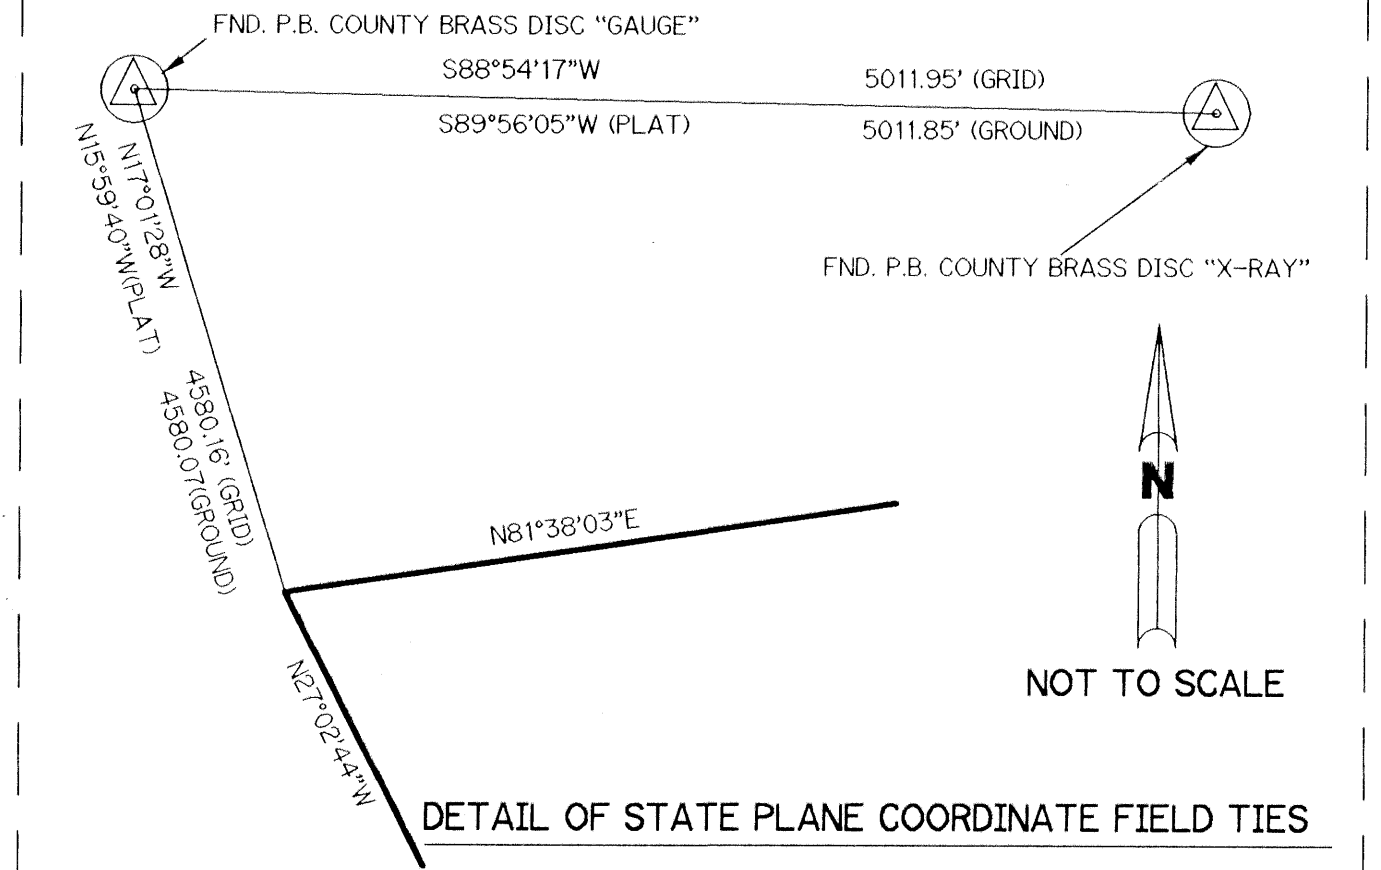 FND. P.B. COUNTY BRASS DISC "GAUGE"
S88°54'17"W
5011.95' (GRID)
S89°56'05"W (PLAT)
5011.85' (GROUND)
N17°01'28"W
N15°59'40"W(PLAT)
FND. P.B. COUNTY BRASS DISC "X-RAY"
4580.16' (GRID)
4580.07(GROUND)
N
N81°38'03"E
N27°02'44"W
NOT TO SCALE
DETAIL OF STATE PLANE COORDINATE FIELD TIES